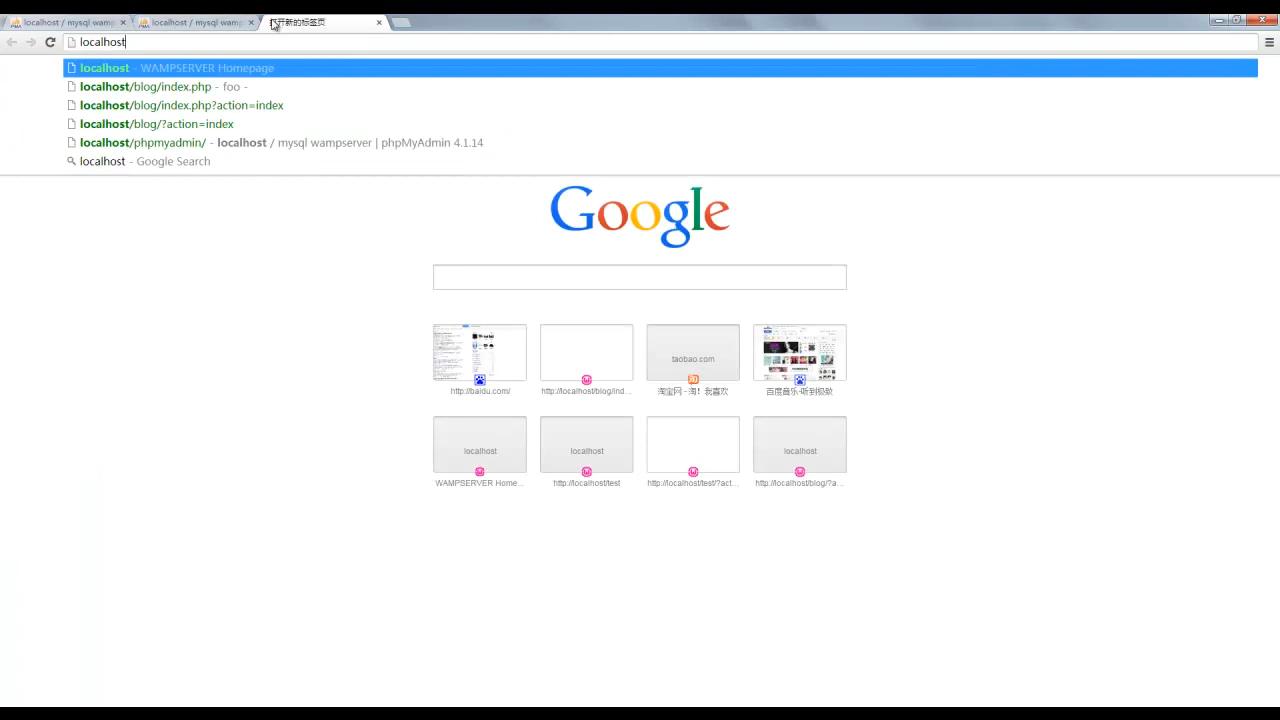 localhost / mysql wamp
localhost / mysql wamp
打开新的标签页
localhost
localhost - WAMPSERVER Homepage
localhost/blog/index.php - foo -
localhost/blog/index.php?action=index
localhost/blog/?action=index
localhost/phpmyadmin/ - localhost / mysql wampserver | phpMyAdmin 4.1.14
localhost - Google Search
Google
taobao.com
http://baidu.com/
http://localhost/blog/ind...
淘宝网 - 淘！我喜欢
百度音乐-听到极致
localhost
localhost
localhost
WAMPSERVER Home...
http://localhost/test
http://localhost/test/?act...
http://localhost/blog/?a...